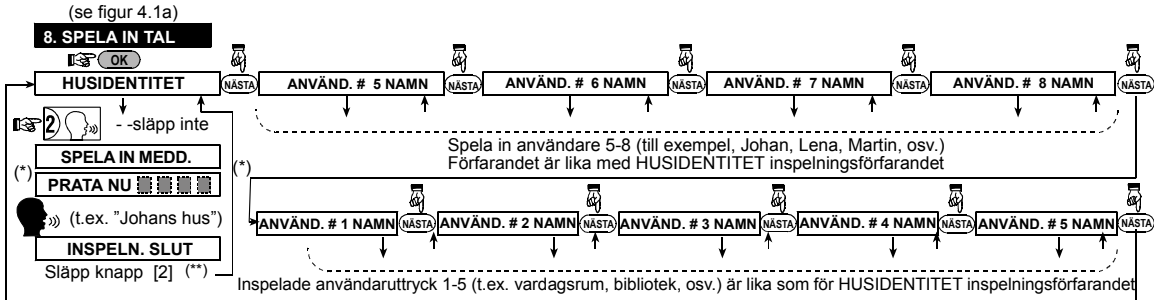 (se figur 4.1a)
8. SPELA IN TAL
OK
HUSIDENTITET NÄSTA ANVÄND. # 5 NAMN NÄSTA ANVÄND. # 6 NAMN NÄSTA ANVÄND. # 7 NAMN NÄSTA ANVÄND. # 8 NAMN NÄSTA
2 - -släpp inte
Spela in användare 5-8 (till exempel, Johan, Lena, Martin, osv.)
Förfarandet är lika med HUSIDENTITET inspelningsförfarandet
SPELA IN MEDD.
(*) (*)
PRATA NU
(t.ex. "Johans hus")
ANVÄND. # 1 NAMN NÄSTA ANVÄND. # 2 NAMN NÄSTA ANVÄND. # 3 NAMN NÄSTA ANVÄND. # 4 NAMN NÄSTA ANVÄND. # 5 NAMN NÄSTA
INSPELN. SLUT
Släpp knapp [2] (**)
Inspelade användaruttryck 1-5 (t.ex. vardagsrum, bibliotek, osv.) är lika som för HUSIDENTITET inspelningsförfarandet